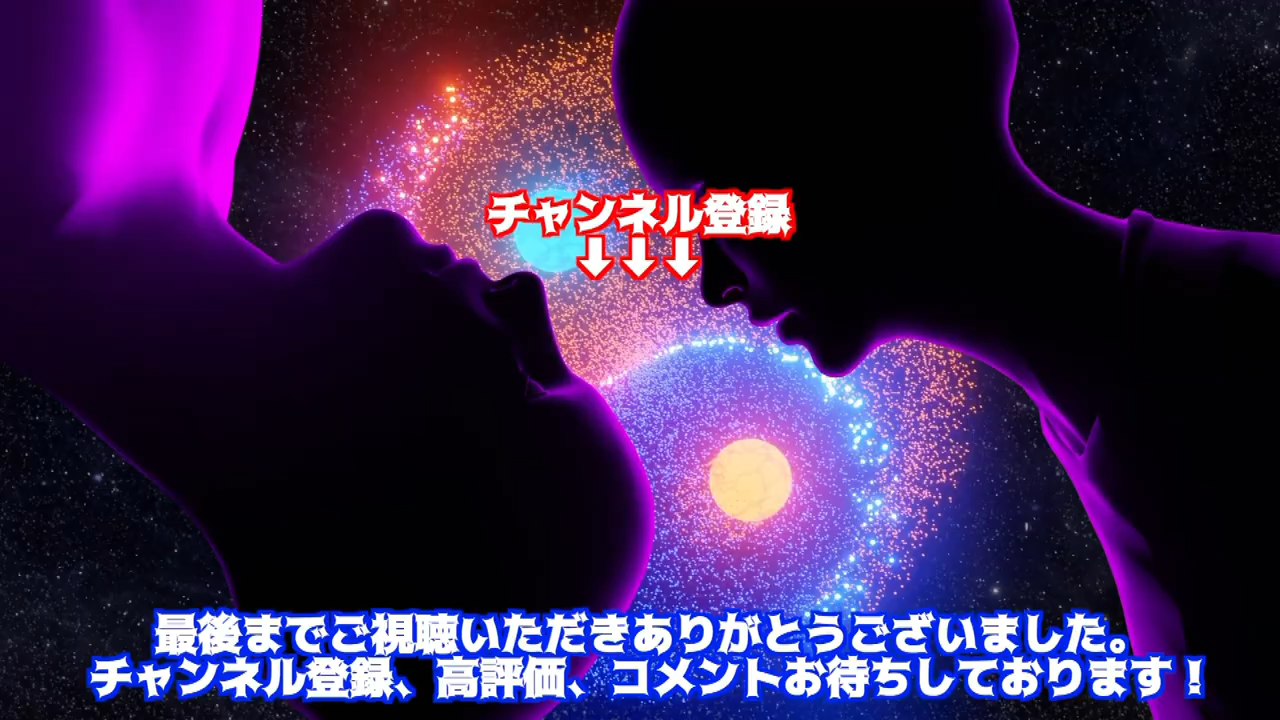 チャンネル登録
↓↓↓
最後までご視聴いただきありがとうございました。
チャンネル登録、高評価、コメントお待ちしております！